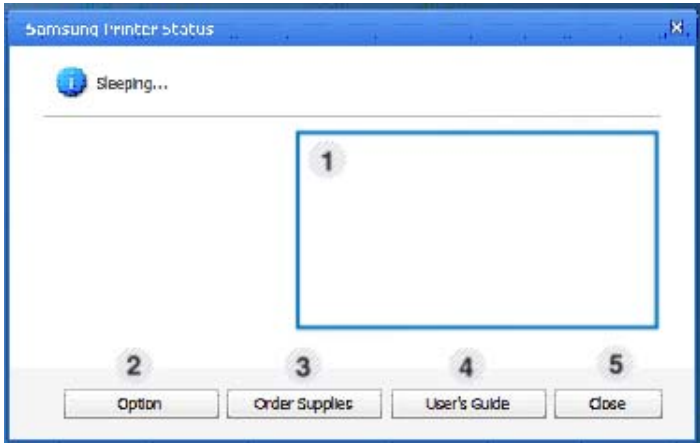 Samsung Printer Status
Sleeping...
1
2 3 4 5
Option Order Supplies User's Guide Close